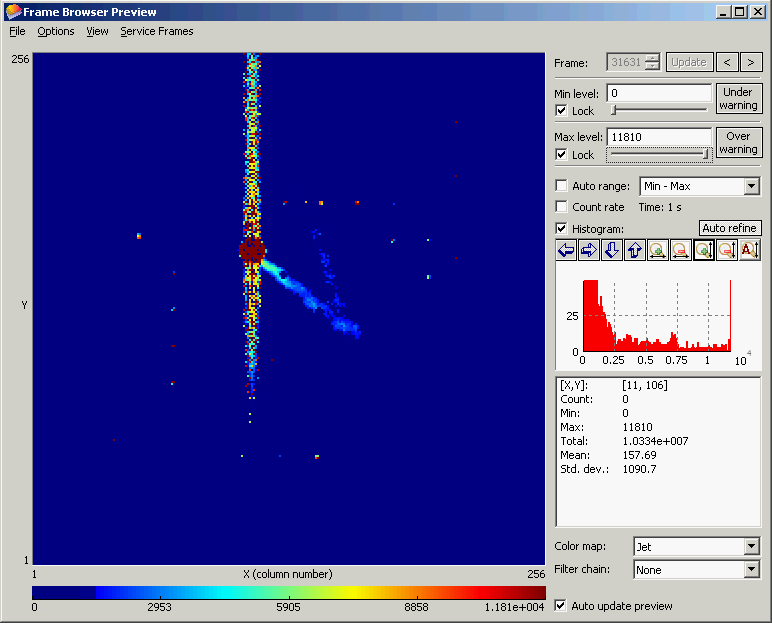 Frame Browser Preview
File Options View Service Frames
256
Y
1
1 X (column number) 256
0 2953 5905 8858 1.181e+004
Frame: 31631 Update < >
Min level: 0 Under warning
Lock
Max level: 11810 Over warning
Lock
Auto range: Min - Max
Count rate Time: 1 s
Histogram: Auto refine
A
25
0
0 0.25 0.5 0.75 1 10 4
[X,Y]: [11, 106]
Count: 0
Min: 0
Max: 11810
Total: 1.0334e+007
Mean: 157.69
Std. dev.: 1090.7
Color map: Jet
Filter chain: None
Auto update preview